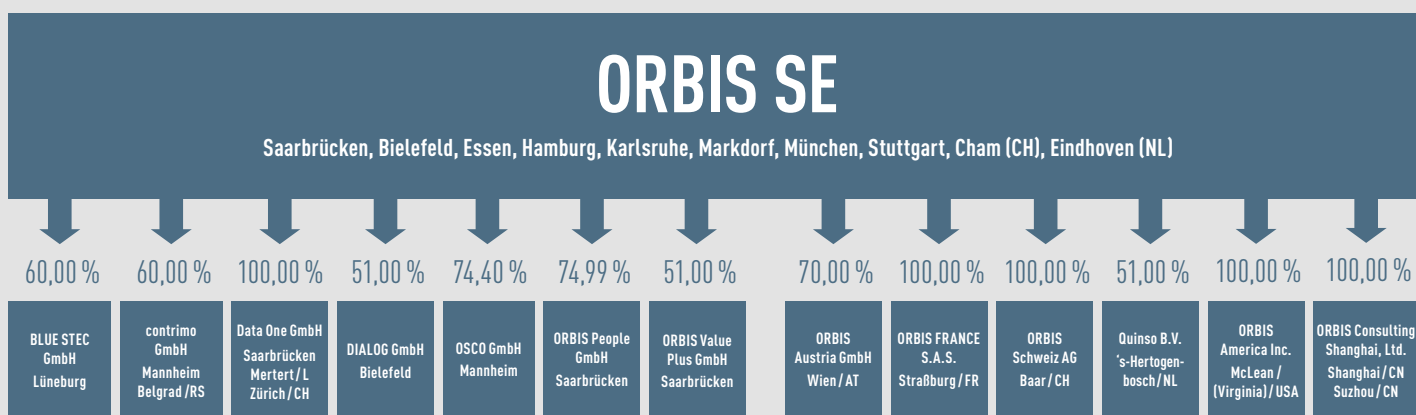 ORBIS SE
Saarbrücken, Bielefeld, Essen, Hamburg, Karlsruhe, Markdorf, München, Stuttgart, Cham (CH), Eindhoven (NL)
60,00 %
60,00 %
100,00 %
51,00 %
74,40 %
74,99 %
51,00 %
70,00 %
100,00 %
100,00 %
51,00 %
100,00 %
100,00 %
BLUE STEC
GmbH
Lüneburg
contrimo
GmbH
Mannheim
Belgrad /RS
Data One GmbH
Saarbrücken
Mertert / L
Zürich / CH
DIALOG GmbH
Bielefeld
OSCO GmbH
Mannheim
ORBIS People
GmbH
Saarbrücken
ORBIS Value
Plus GmbH
Saarbrücken
ORBIS
Austria GmbH
Wien / AT
ORBIS FRANCE
S.A.S.
Straßburg / FR
ORBIS
Schweiz AG
Baar / CH
Quinso B.V.
's-Hertogen-
bosch / NL
ORBIS
America Inc.
McLean /
(Virginia) / USA
ORBIS Consulting
Shanghai, Ltd.
Shanghai / CN
Suzhou / CN